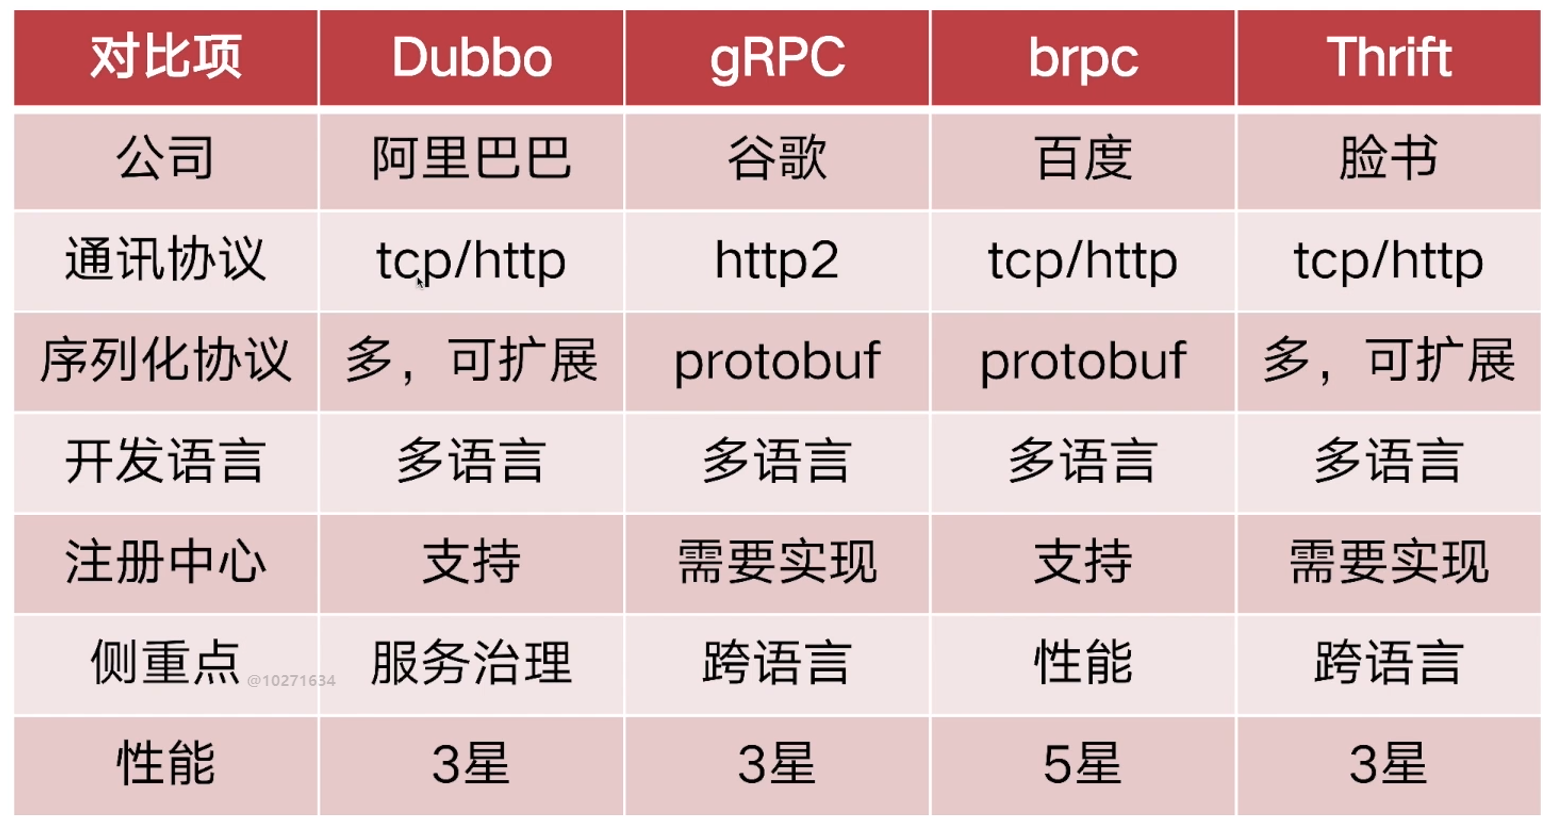 对比项 Dubbo gRPC brpc Thrift
公司 阿里巴巴 谷歌 百度 脸书
通讯协议 tcp/http http2 tcp/http tcp/http
序列化协议 多，可扩展 protobuf protobuf 多，可扩展
开发语言 多语言 多语言 多语言 多语言
注册中心 支持 需要实现 支持 需要实现
侧重点 服务治理 跨语言 性能 跨语言
@10271634
性能 3星 3星 5星 3星